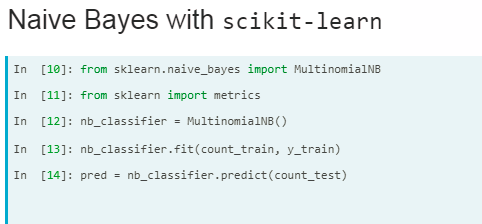 Naive Bayes with scikit-learn
In [10]: from sklearn.naive_bayes import MultinomialNB
In [11]: from sklearn import metrics
In [12]: nb_classifier = MultinomialNB()
In [13]: nb_classifier.fit(count_train, y_train)
In [14]: pred = nb_classifier.predict(count_test)